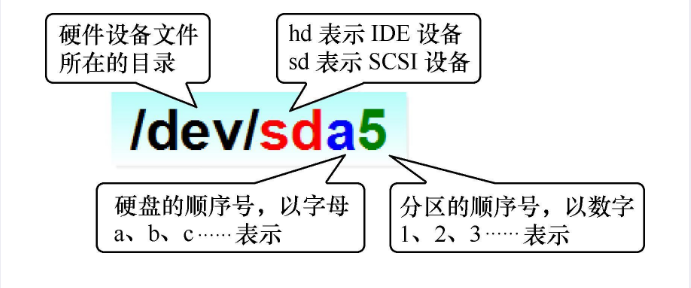 硬件设备文件
所在的目录
hd 表示 IDE 设备
sd 表示 SCSI 设备
/dev/sda5
硬盘的顺序号，以字母
a、b、c……表示
分区的顺序号，以数字
1、2、3……表示